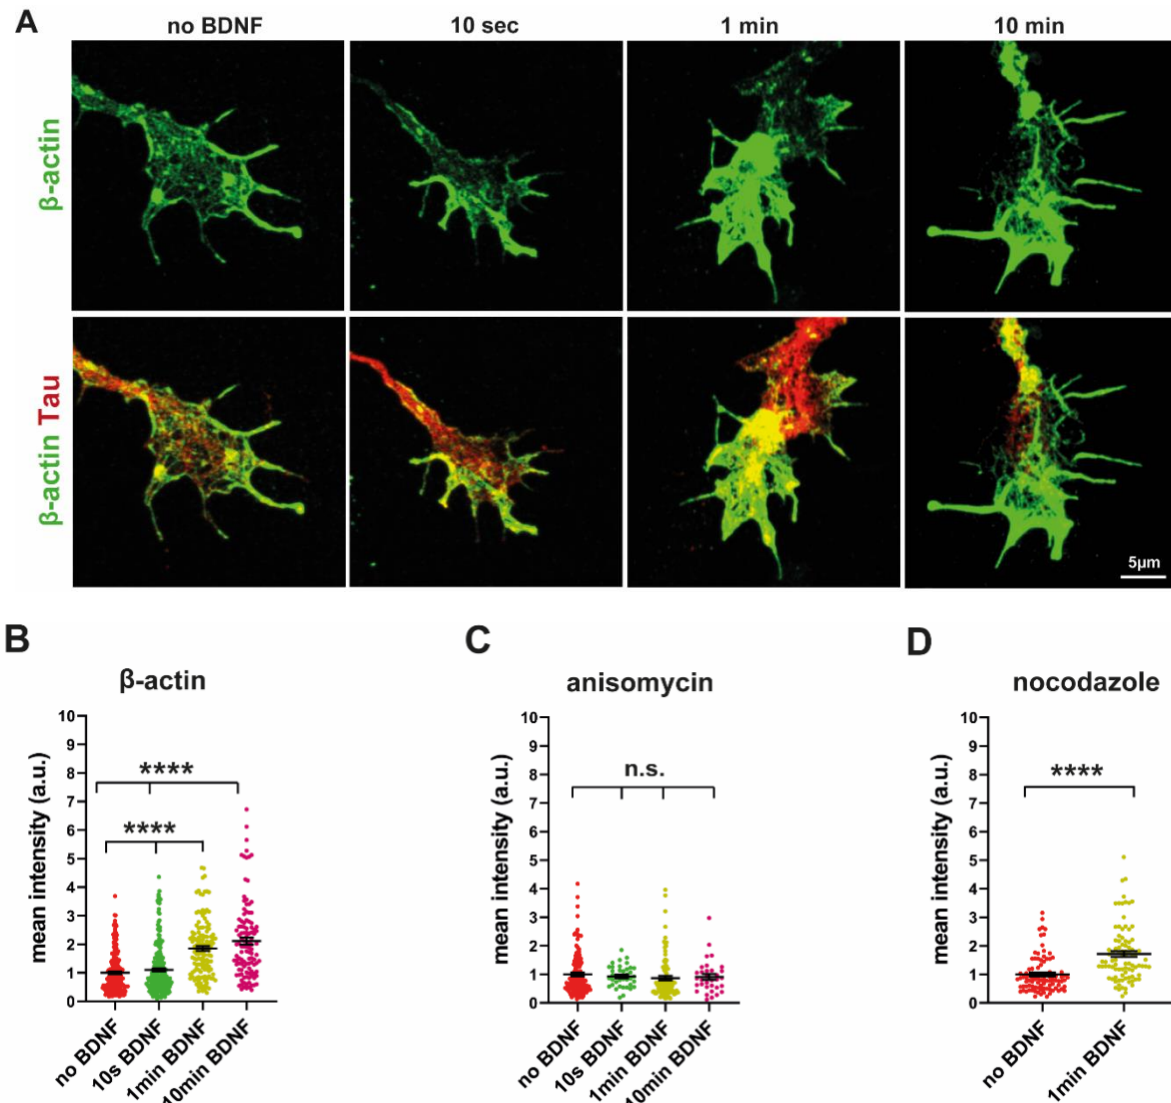 A
no BDNF
10 sec
1 min
10 min
β-actin
β-actin Tau
5µm
B
β-actin
mean intensity (a.u.)
10
9
8
7
6
5
4
3
2
1
0
****
****
no BDNF
10s BDNF
1min BDNF
10min BDNF
C
anisomycin
mean intensity (a.u.)
10
9
8
7
6
5
4
3
2
1
0
n.s.
no BDNF
10s BDNF
1min BDNF
10min BDNF
D
nocodazole
mean intensity (a.u.)
10
9
8
7
6
5
4
3
2
1
0
****
no BDNF
1min BDNF